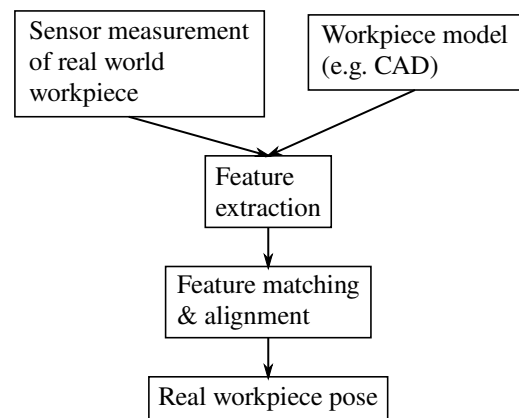 Sensor measurement
of real world
workpiece
Workpiece model
(e.g. CAD)
Feature
extraction
Feature matching
& alignment
Real workpiece pose